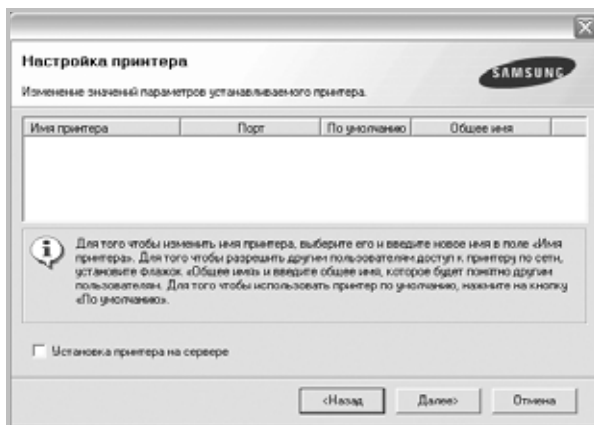 Настройка принтера
SAMSUNG
Изменение значений параметров устанавливаемого принтера.
Имя принтера Порт По умолчанию Общее имя
Для того чтобы изменить имя принтера, выберите его и введите новое имя в поле «Имя
принтера». Для того чтобы разрешить другим пользователям доступ к принтеру по сети,
установите флажок «Общее имя» и введите общее имя, которое будет понятно другим
пользователям. Для того чтобы использовать принтер по умолчанию, нажмите на кнопку
«По умолчанию».
Установка принтера на сервере
<Назад Далее> Отмена